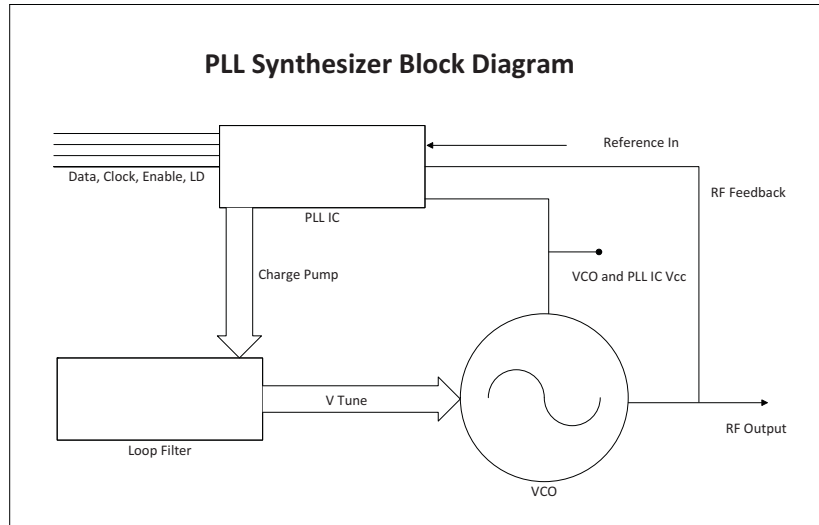 PLL Synthesizer Block Diagram
Reference In
Data, Clock, Enable, LD
RF Feedback
PLL IC
Charge Pump
VCO and PLL IC Vcc
V Tune
RF Output
Loop Filter
VCO